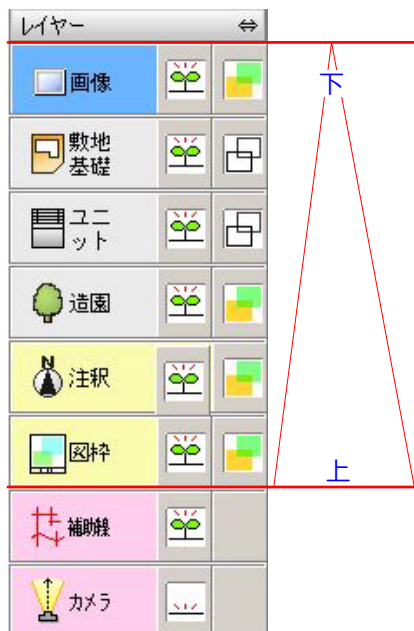 レイヤー ⇔
下
画像
敷地
基礎
ユニ
ット
造園
N
注釈
図枠
上
補助線
カメラ